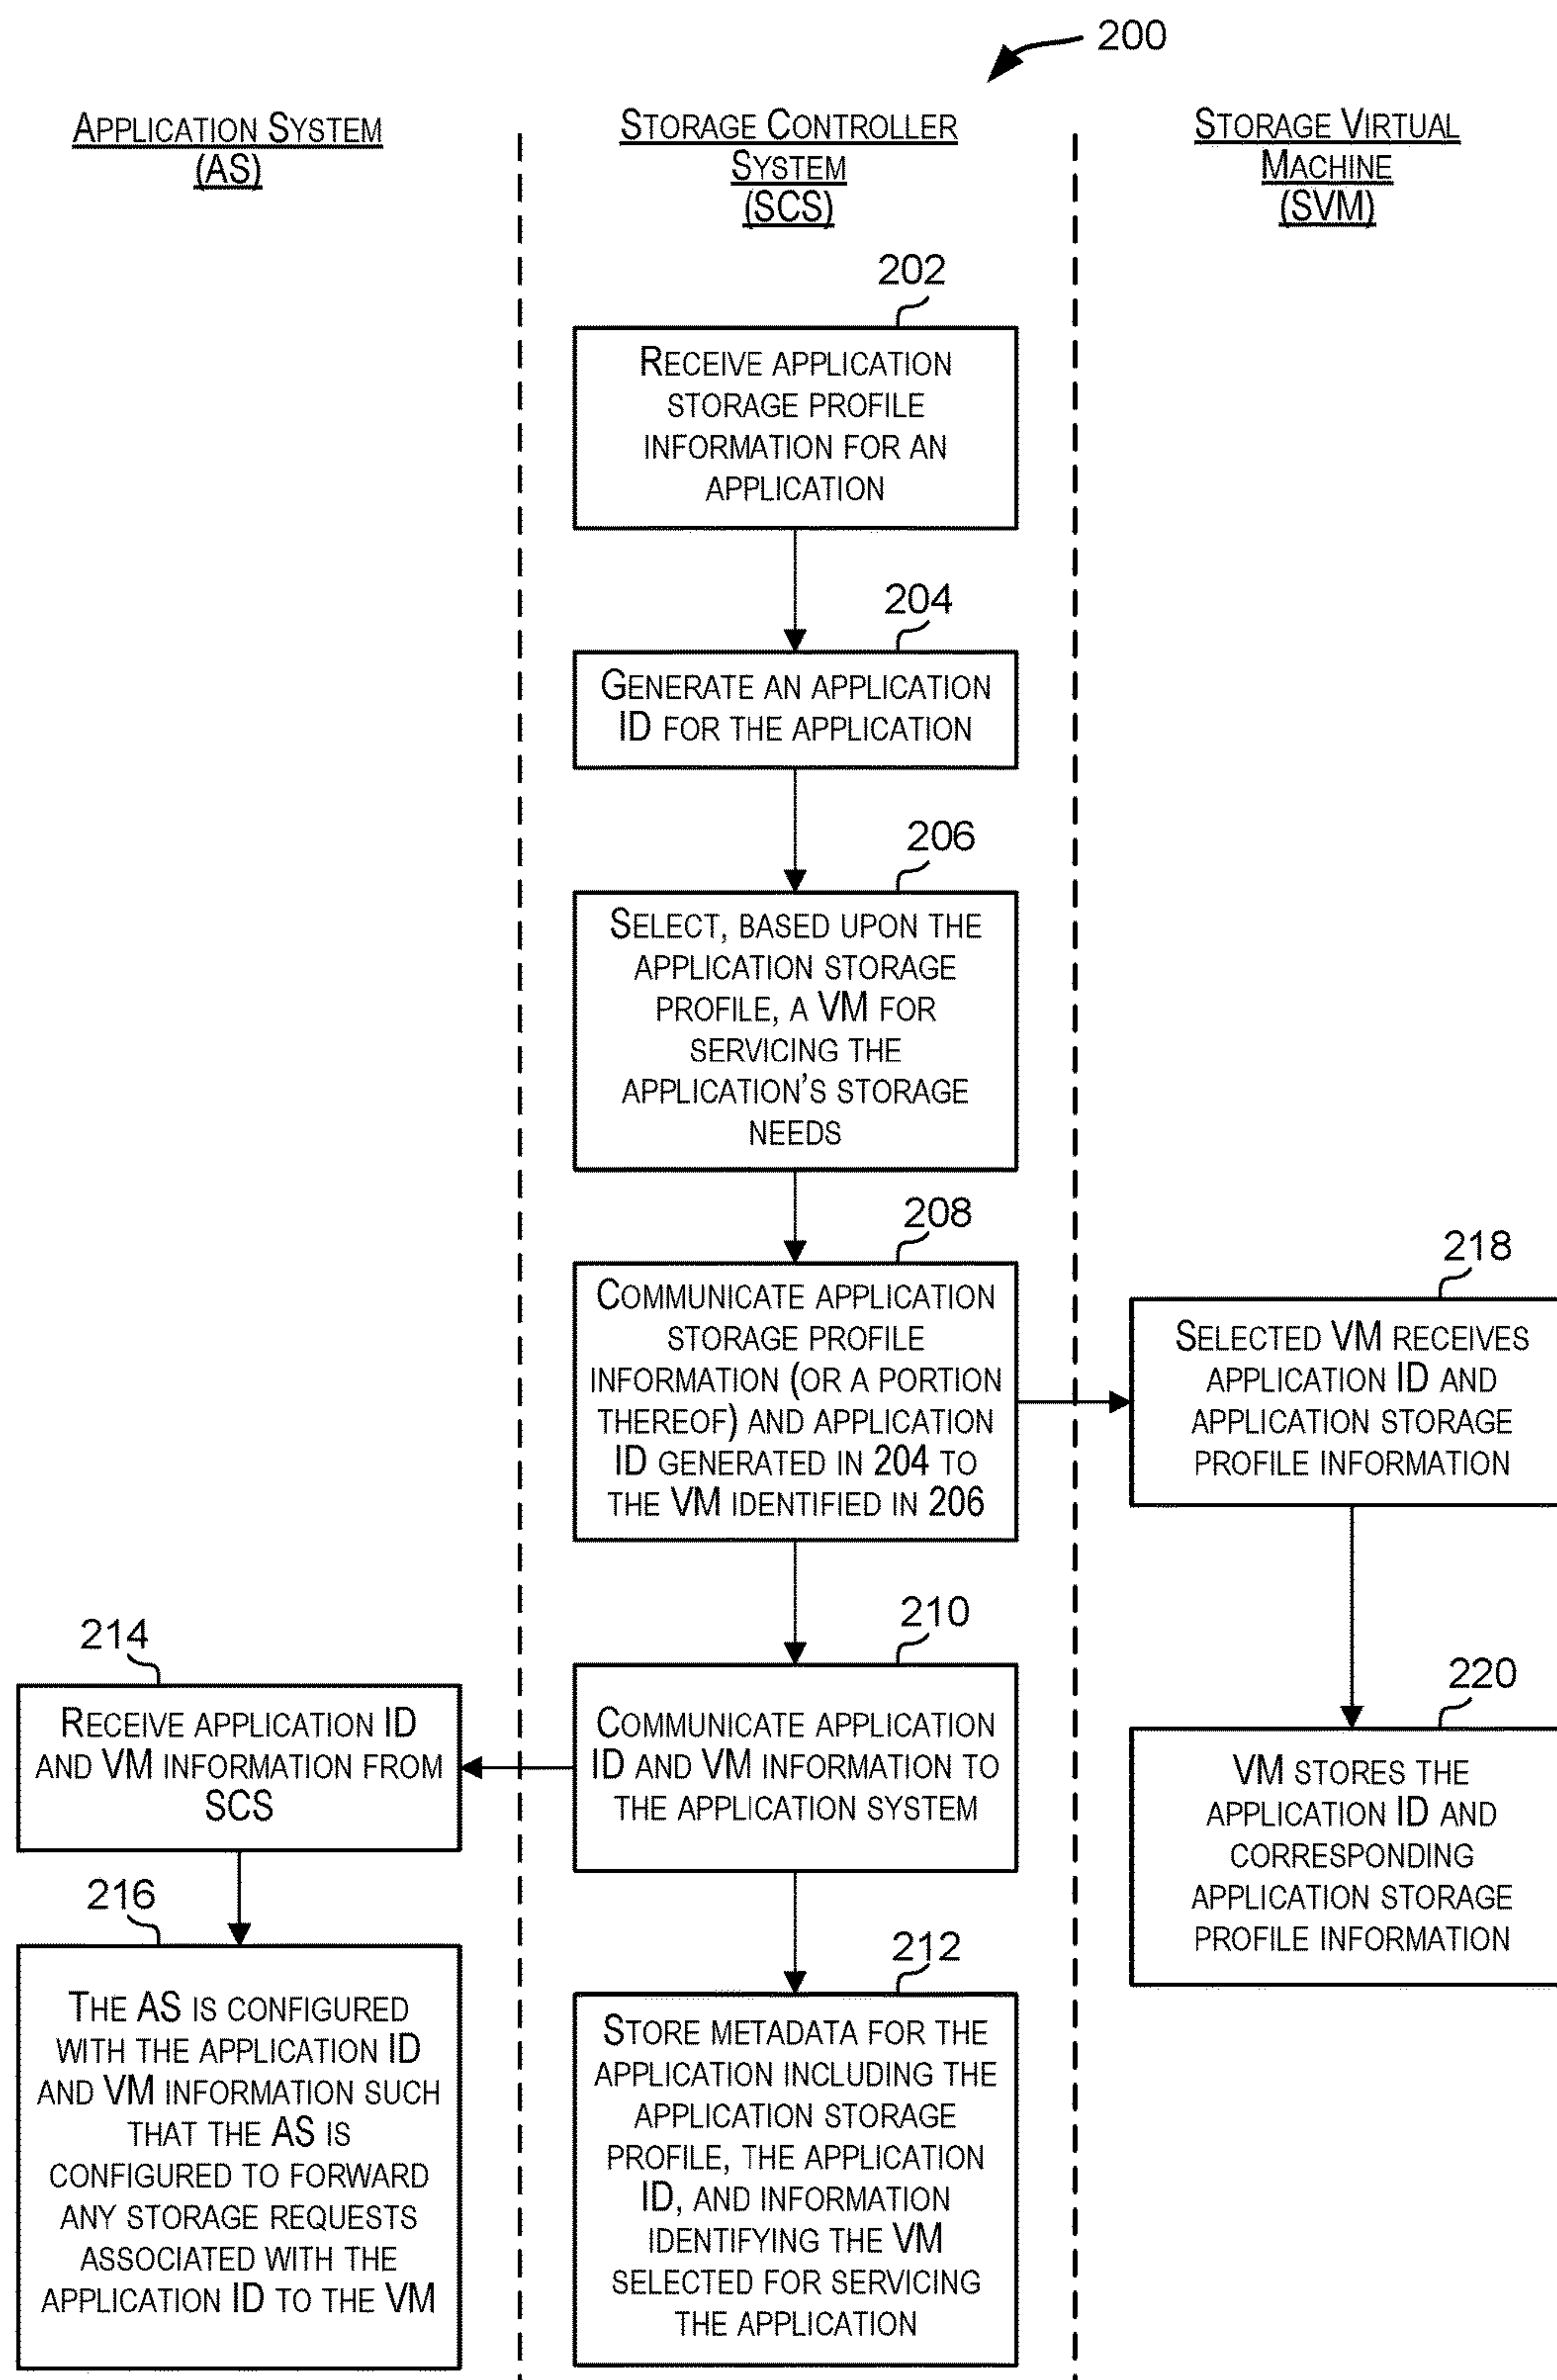 200
APPLICATION SYSTEM
(AS)
STORAGE CONTROLLER
SYSTEM
(SCS)
STORAGE VIRTUAL
MACHINE
(SVM)
202
RECEIVE APPLICATION
STORAGE PROFILE
INFORMATION FOR AN
APPLICATION
204
GENERATE AN APPLICATION
ID FOR THE APPLICATION
206
SELECT, BASED UPON THE
APPLICATION STORAGE
PROFILE, A VM FOR
SERVICING THE
APPLICATION'S STORAGE
NEEDS
208
COMMUNICATE APPLICATION
STORAGE PROFILE
INFORMATION (OR A PORTION
THEREOF) AND APPLICATION
ID GENERATED IN 204 TO
THE VM IDENTIFIED IN 206
218
SELECTED VM RECEIVES
APPLICATION ID AND
APPLICATION STORAGE
PROFILE INFORMATION
210
COMMUNICATE APPLICATION
ID AND VM INFORMATION TO
THE APPLICATION SYSTEM
214
RECEIVE APPLICATION ID
AND VM INFORMATION FROM
SCS
220
VM STORES THE
APPLICATION ID AND
CORRESPONDING
APPLICATION STORAGE
PROFILE INFORMATION
216
THE AS IS CONFIGURED
WITH THE APPLICATION ID
AND VM INFORMATION SUCH
THAT THE AS IS
CONFIGURED TO FORWARD
ANY STORAGE REQUESTS
ASSOCIATED WITH THE
APPLICATION ID TO THE VM
212
STORE METADATA FOR THE
APPLICATION INCLUDING THE
APPLICATION STORAGE
PROFILE, THE APPLICATION
ID, AND INFORMATION
IDENTIFYING THE VM
SELECTED FOR SERVICING
THE APPLICATION